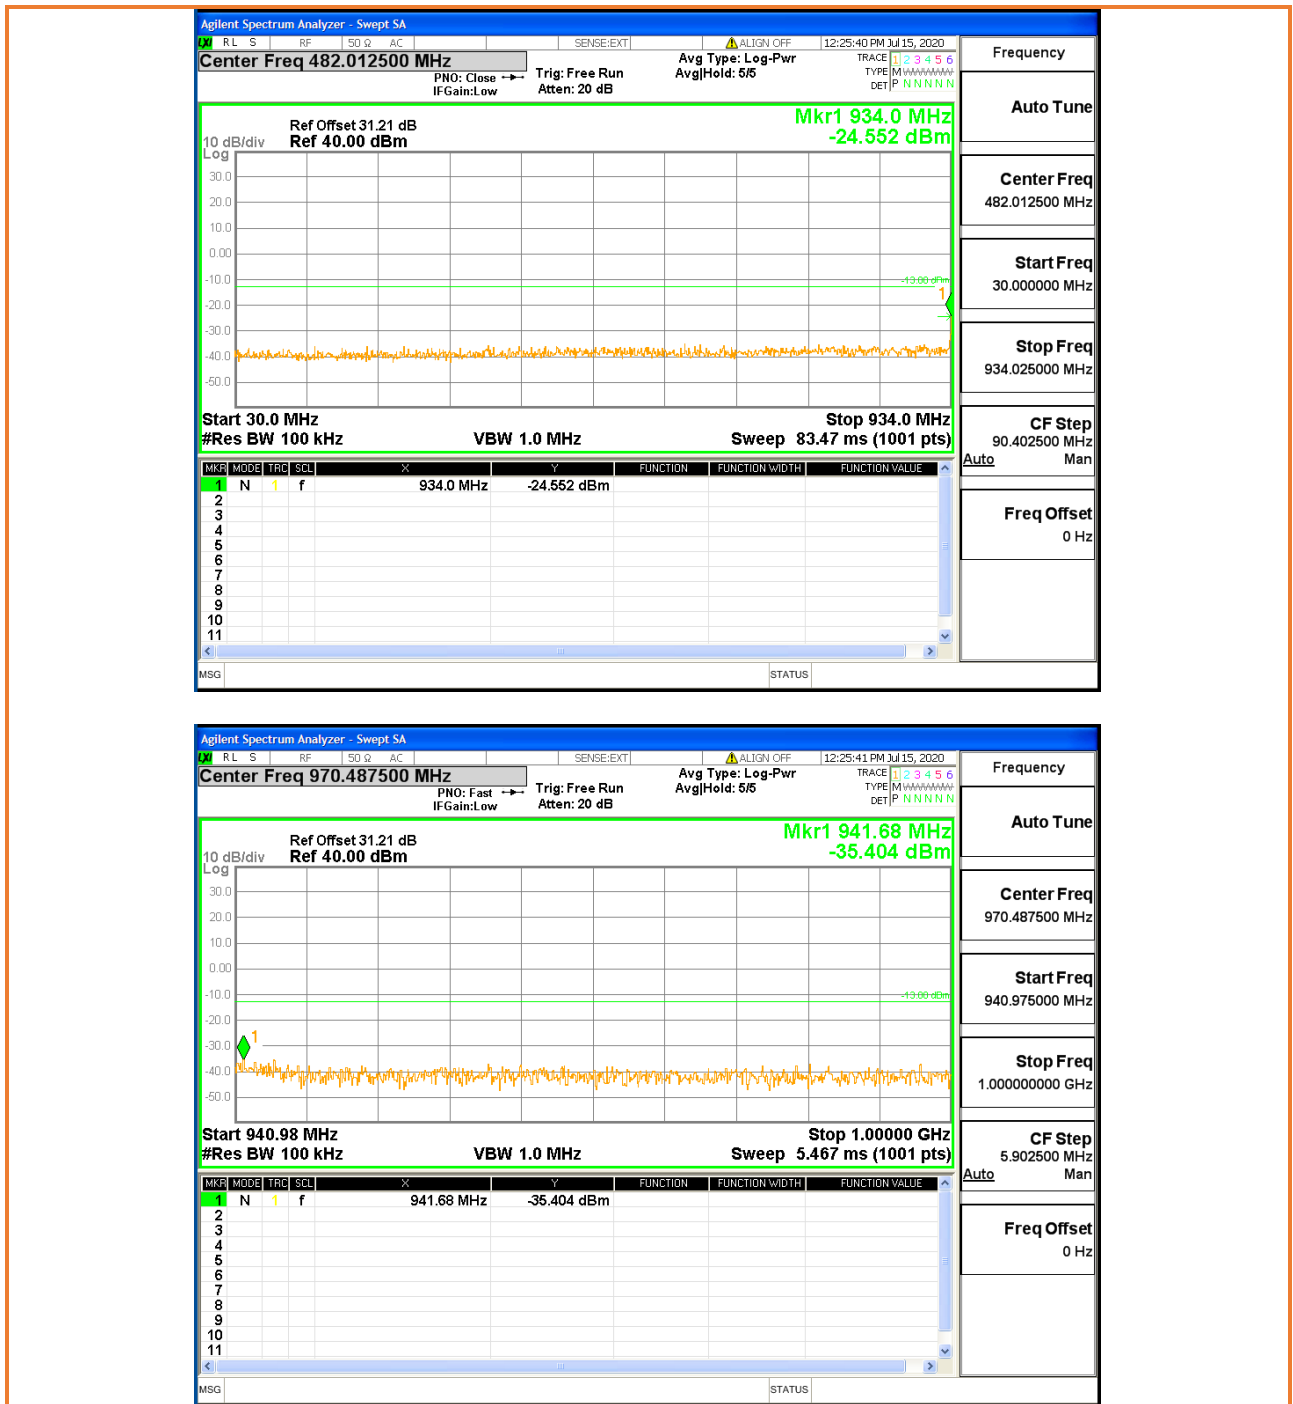 Agilent Spectrum Analyzer - Swept SA
LXI RL S RF 50 Ω AC SENSE:EXT ALIGN OFF 12:25:40 PM Jul 15, 2020
Center Freq 482.012500 MHz
PNO: Close
IFGain:Low
Trig: Free Run
Atten: 20 dB
Avg Type: Log-Pwr
Avg|Hold: 5/5
TRACE 1 2 3 4 5 6
TYPE M
DET P N N N N N
Frequency
Auto Tune
Center Freq
482.012500 MHz
Start Freq
30.000000 MHz
Stop Freq
934.025000 MHz
CF Step
90.402500 MHz
Auto Man
Freq Offset
0 Hz
Mkr1 934.0 MHz
-24.552 dBm
Ref Offset 31.21 dB
10 dB/div Ref 40.00 dBm
Log
30.0
20.0
10.0
0.00
-10.0
-13.00 dBm
1
-20.0
-30.0
-40.0
-50.0
Start 30.0 MHz Stop 934.0 MHz
#Res BW 100 kHz VBW 1.0 MHz Sweep 83.47 ms (1001 pts)
MKR MODE TRC SCL X Y FUNCTION FUNCTION WIDTH FUNCTION VALUE
1 N 1 f 934.0 MHz -24.552 dBm
2
3
4
5
6
7
8
9
10
11
MSG STATUS
Agilent Spectrum Analyzer - Swept SA
LXI RL S RF 50 Ω AC SENSE:EXT ALIGN OFF 12:25:41 PM Jul 15, 2020
Center Freq 970.487500 MHz
PNO: Fast
IFGain:Low
Trig: Free Run
Atten: 20 dB
Avg Type: Log-Pwr
Avg|Hold: 5/5
TRACE 1 2 3 4 5 6
TYPE M
DET P N N N N N
Frequency
Auto Tune
Center Freq
970.487500 MHz
Start Freq
940.975000 MHz
Stop Freq
1.000000000 GHz
CF Step
5.902500 MHz
Auto Man
Freq Offset
0 Hz
Mkr1 941.68 MHz
-35.404 dBm
Ref Offset 31.21 dB
10 dB/div Ref 40.00 dBm
Log
30.0
20.0
10.0
0.00
-10.0
-13.00 dBm
-20.0
1
-30.0
-40.0
-50.0
Start 940.98 MHz Stop 1.00000 GHz
#Res BW 100 kHz VBW 1.0 MHz Sweep 5.467 ms (1001 pts)
MKR MODE TRC SCL X Y FUNCTION FUNCTION WIDTH FUNCTION VALUE
1 N 1 f 941.68 MHz -35.404 dBm
2
3
4
5
6
7
8
9
10
11
MSG STATUS